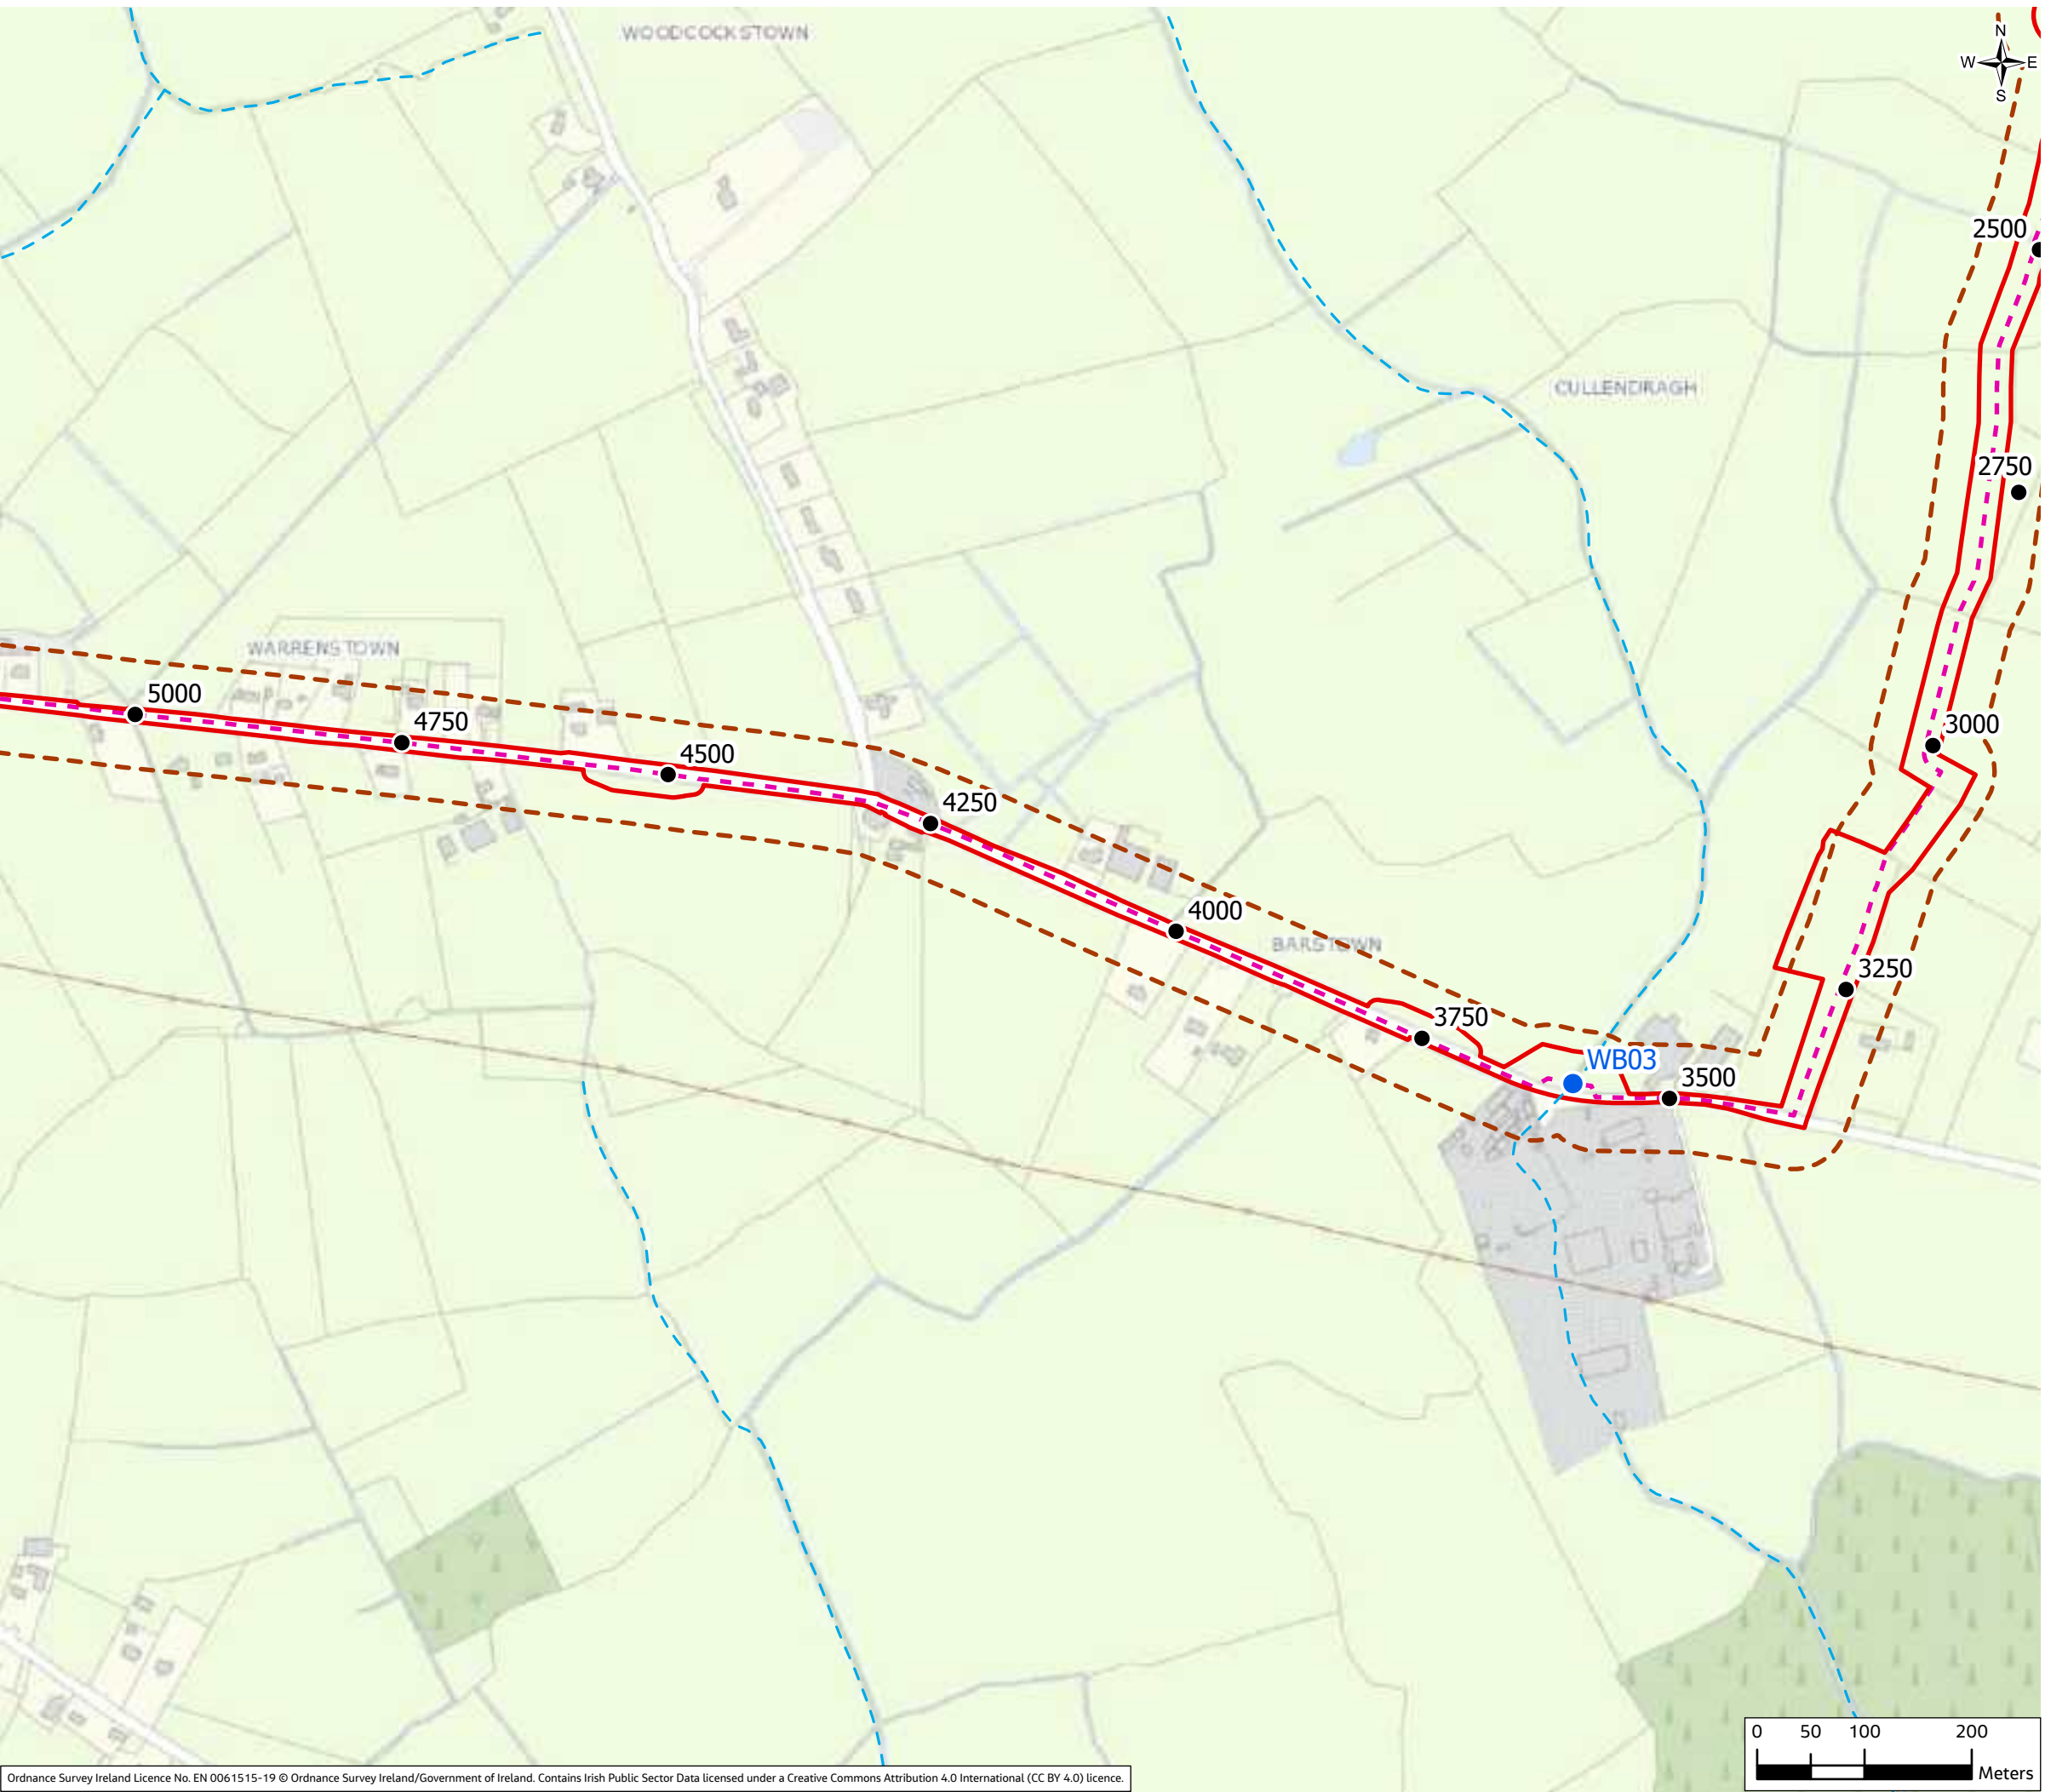 WOODCOCKSTOWN
N
W E
S
2500
CULLENDRAGH
2750
WARRENSTOWN
5000
4750
4500
3000
4250
4000
BARSTOWN
3250
3750
WB03
3500
0 50 100 200
Meters
Ordnance Survey Ireland Licence No. EN 0061515-19 © Ordnance Survey Ireland/Government of Ireland. Contains Irish Public Sector Data licensed under a Creative Commons Attribution 4.0 International (CC BY 4.0) licence.